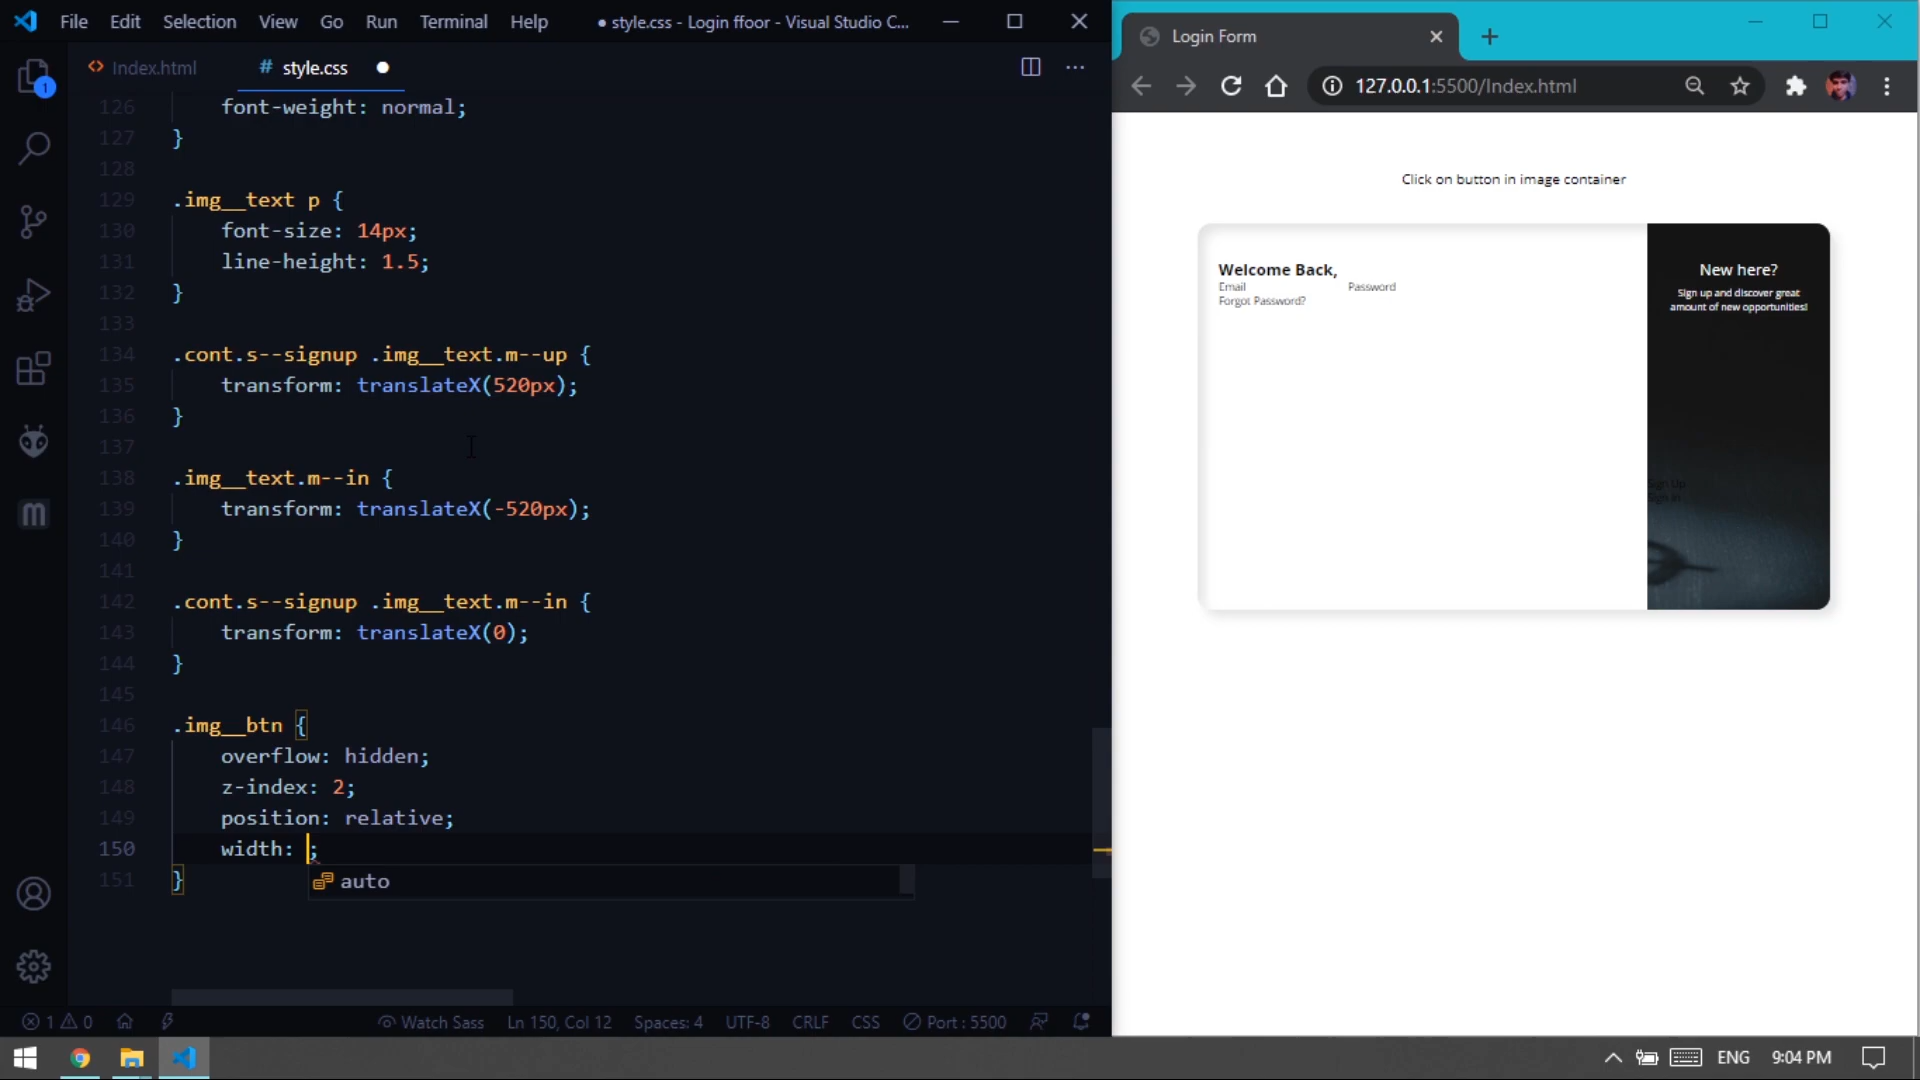 File Edit Selection View Go Run Terminal Help ● style.css - Login ffoor - Visual Studio C...
Index.html # style.css
126 font-weight: normal;
127 }
128
129 .img__text p {
130 font-size: 14px;
131 line-height: 1.5;
132 }
133
134 .cont.s--signup .img__text.m--up {
135 transform: translateX(520px);
136 }
137
138 .img__text.m--in {
139 transform: translateX(-520px);
140 }
141
142 .cont.s--signup .img__text.m--in {
143 transform: translateX(0);
144 }
145
146 .img__btn {
147 overflow: hidden;
148 z-index: 2;
149 position: relative;
150 width: ;
151 }
auto
1
m
1 0 Watch Sass Ln 150, Col 12 Spaces: 4 UTF-8 CRLF CSS Port : 5500
Login Form
127.0.0.1:5500/Index.html
Click on button in image container
Welcome Back,
Email Password
Forgot Password?
New here?
Sign up and discover great
amount of new opportunities!
Sign Up
Sign In
ENG 9:04 PM